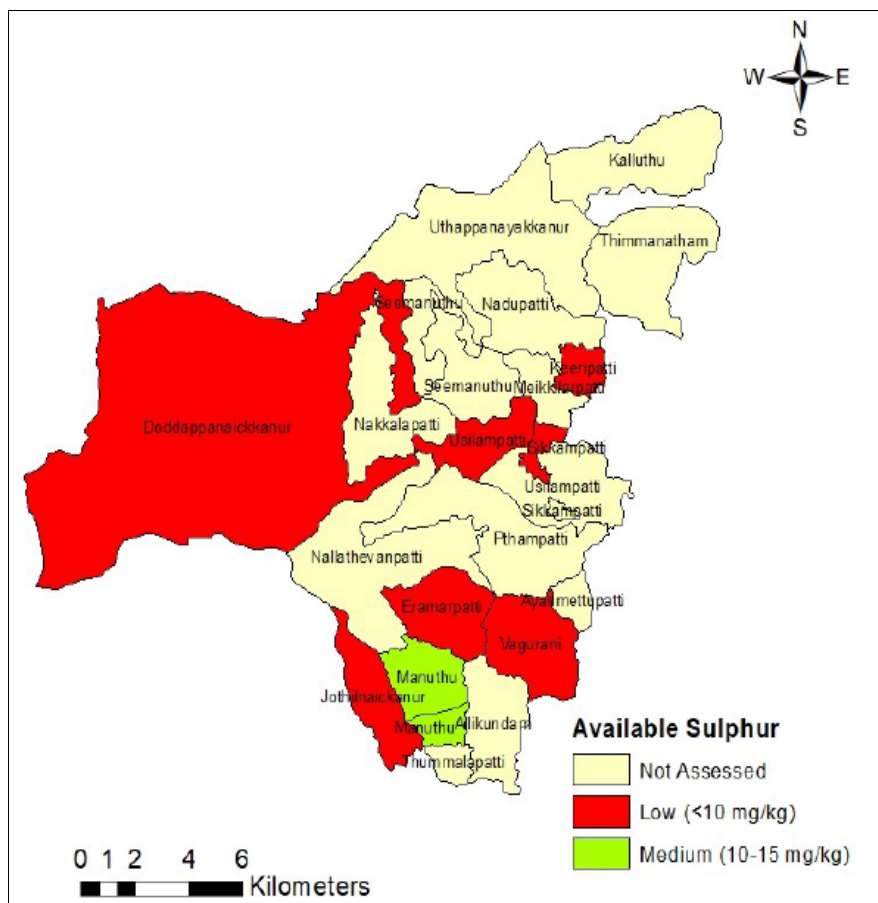 N
W E
S
Kalluthu
Uthappanayakkanur
Thimmanatham
Seemanuthu
Nadupatti
Keeripatti
Seemanuthu
Meikkilarpatti
Doddappanaickkanur
Nakkalapatti
Usilampatti
Sikkampatti
Usilampatti
Sikkampatti
Nallathevanpatti
Ayanmettupatti
Eramarpatti
Vagurani
Manuthu
Jothilnaickanur
Manuthu
Allikundam
Thummalapatti
Available Sulphur
Not Assessed
Low (<10 mg/kg)
Medium (10-15 mg/kg)
0 1 2 4 6
Kilometers